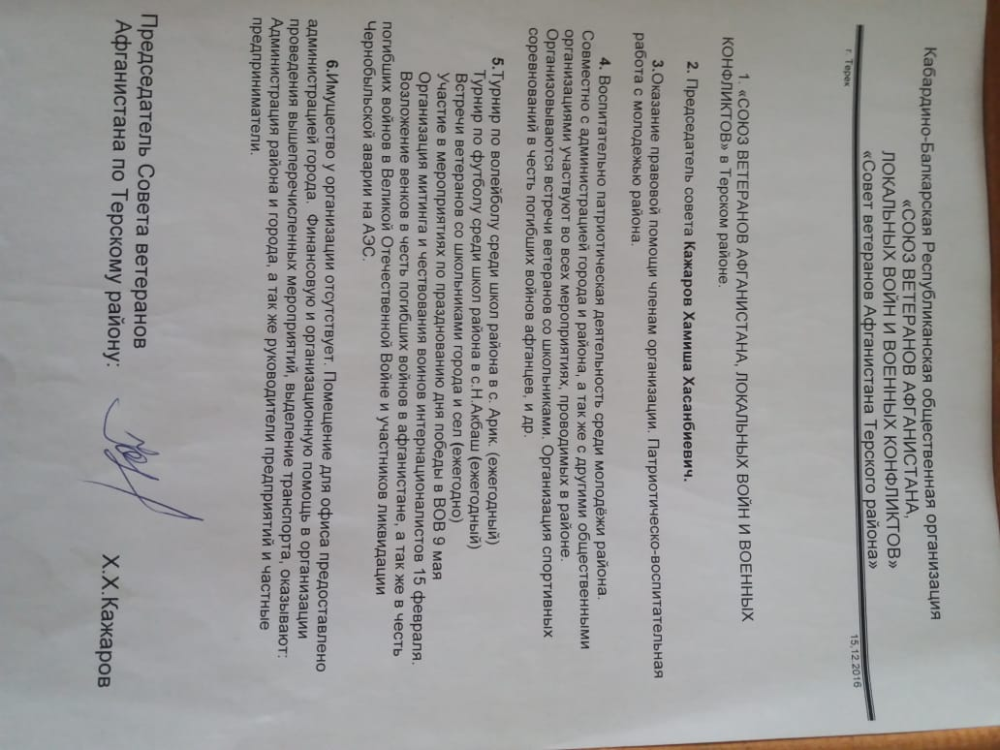 Кабардино-Балкарская Республиканская общественная организация
«СОЮЗ ВЕТЕРАНОВ АФГАНИСТАНА,
ЛОКАЛЬНЫХ ВОЙН И ВОЕННЫХ КОНФЛИКТОВ»
«Совет ветеранов Афганистана Терского района»
г. Терек 15.12.2016
1. «СОЮЗ ВЕТЕРАНОВ АФГАНИСТАНА, ЛОКАЛЬНЫХ ВОЙН И ВОЕННЫХ
КОНФЛИКТОВ» в Терском районе.
2. Председатель совета Кажаров Хамиша Хасанбиевич.
3.Оказание правовой помощи членам организации. Патриотическо-воспитательная
работа с молодежью района.
4. Воспитательно патриотическая деятельность среди молодёжи района.
Совместно с администрацией города и района, а так же с другими общественными
организациями участвуют во всех мероприятиях, проводимых в районе.
Организовываются встречи ветеранов со школьниками. Организация спортивных
соревнований в честь погибших войнов афганцев, и др.
5.Турнир по волейболу среди школ района в с. Арик. (ежегодный)
Турнир по футболу среди школ района в с.Н.Акбаш (ежегодный)
Встречи ветеранов со школьниками города и сел (ежегодно)
Участие в мероприятиях по празднованию дня победы в ВОВ 9 мая
Организация митинга и чествования воинов интернационалистов 15 февраля.
Возложение венков в честь погибших войнов в афганистане, а так же в честь
погибших войнов в Великой Отечественной Войне и участников ликвидации
Чернобыльской аварии на АЭС.
6.Имущество у организации отсутствует. Помещение для офиса предоставлено
администрацией города. Финансовую и организационную помощь в организации
проведения вышеперечисленных мероприятий, выделение транспорта, оказывают:
Администрация района и города, а так же руководители предприятий и частные
предприниматели.
Председатель Совета ветеранов
Афганистана по Терскому району: Х.Х.Кажаров